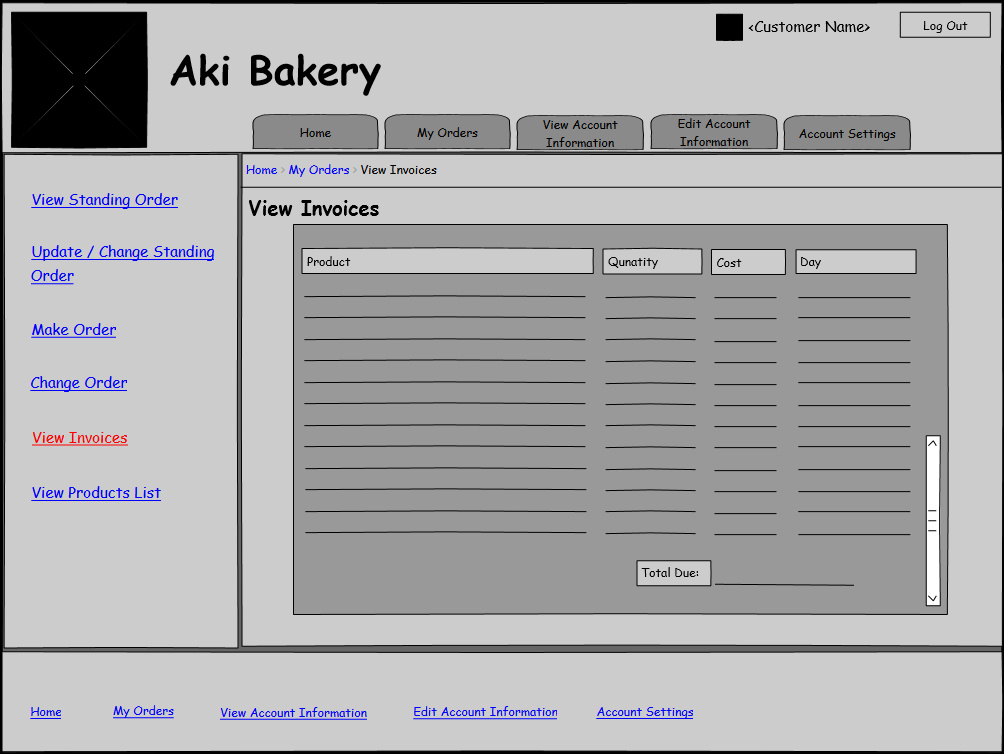 <Customer Name>
Log Out
Aki Bakery
Home
My Orders
View Account
Information
Edit Account
Information
Account Settings
View Standing Order
Update / Change Standing
Order
Make Order
Change Order
View Invoices
View Products List
Home > My Orders > View Invoices
View Invoices
Product
Qunatity
Cost
Day
Total Due:
Home
My Orders
View Account Information
Edit Account Information
Account Settings